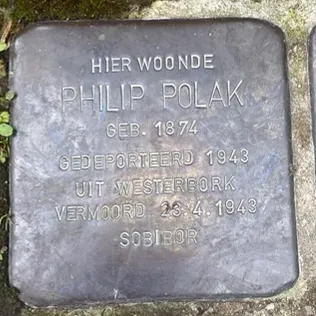 HIER WOONDE
PHILIP POLAK
GEB. 1874
GEDEPORTEERD 1943
UIT WESTERBORK
VERMOORD 23.4.1943
SOBIBOR